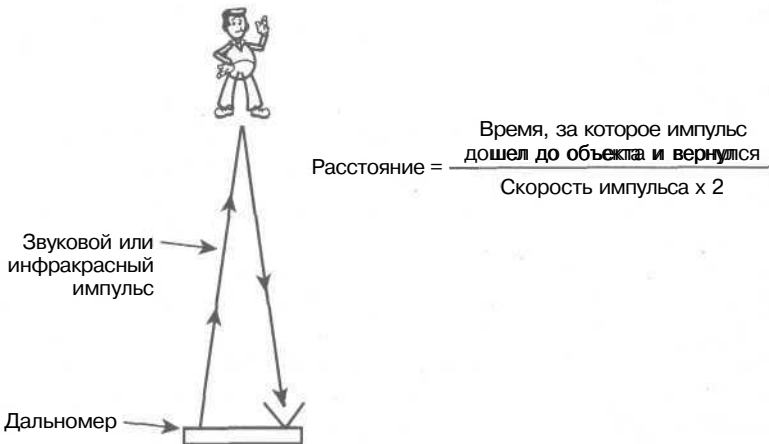 Время, за которое импульс
дошел до объекта и вернулся
Расстояние =
Скорость импульса x 2
Звуковой или
инфракрасный
импульс
Дальномер